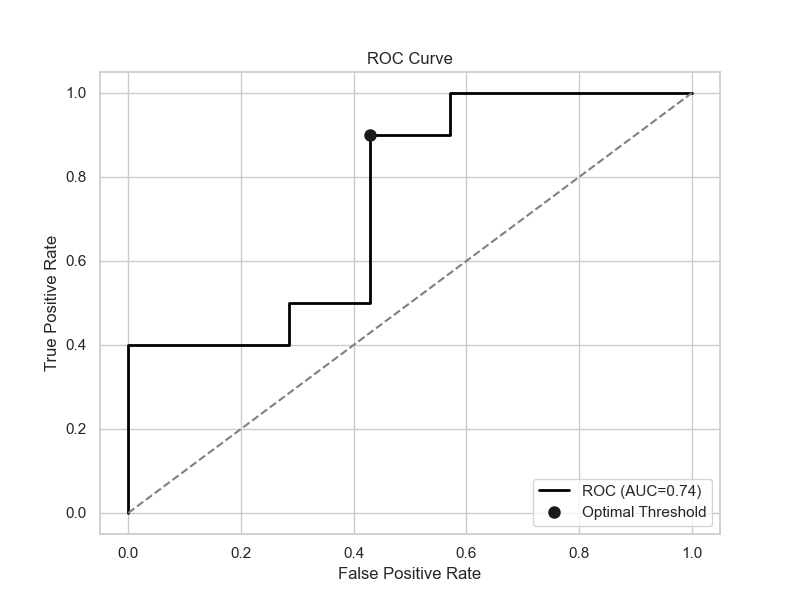 ROC Curve
1.0
0.8
0.6
0.4
0.2
0.0
True Positive Rate
0.0 0.2 0.4 0.6 0.8 1.0
False Positive Rate
ROC (AUC=0.74)
Optimal Threshold